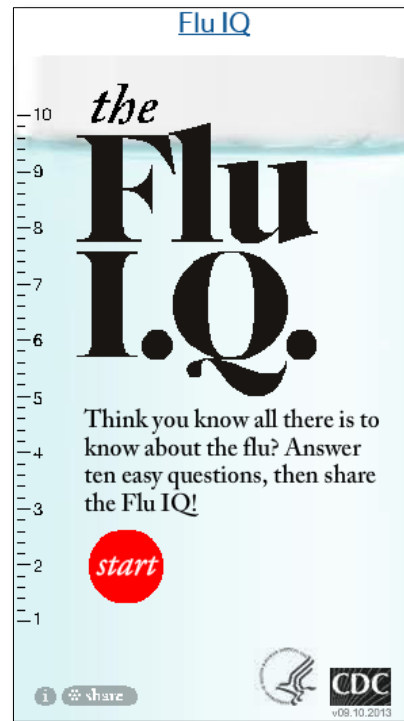 Flu IQ
the
Flu
I.Q.
Think you know all there is to
know about the flu? Answer
ten easy questions, then share
the Flu IQ!
start
10
9
8
7
6
5
4
3
2
1
i share
CDC
v09.10.2013